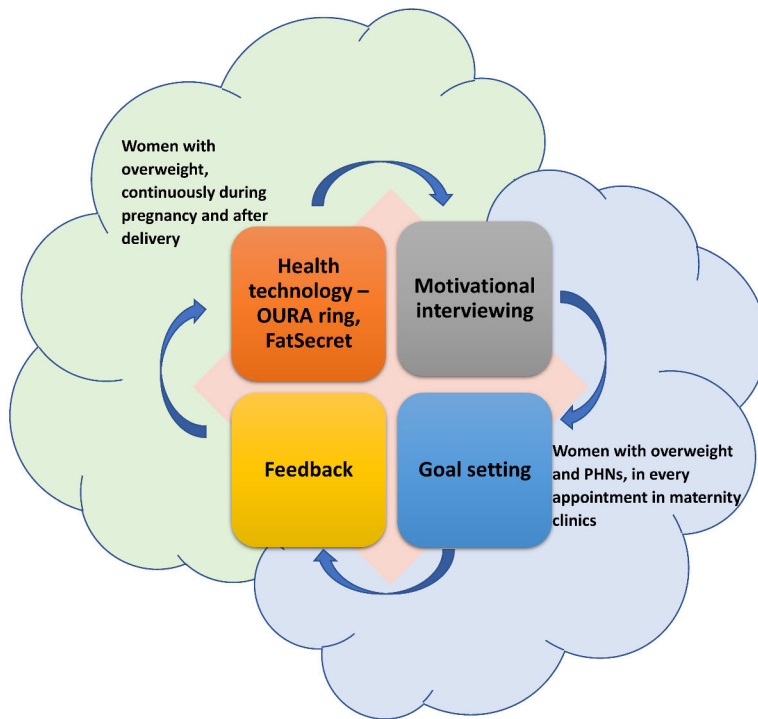 Women with overweight,
continuously during
pregnancy and after
delivery
Health
technology –
OURA ring,
FatSecret
Motivational
interviewing
Feedback
Goal setting
Women with overweight
and PHNs, in every
appointment in maternity
clinics